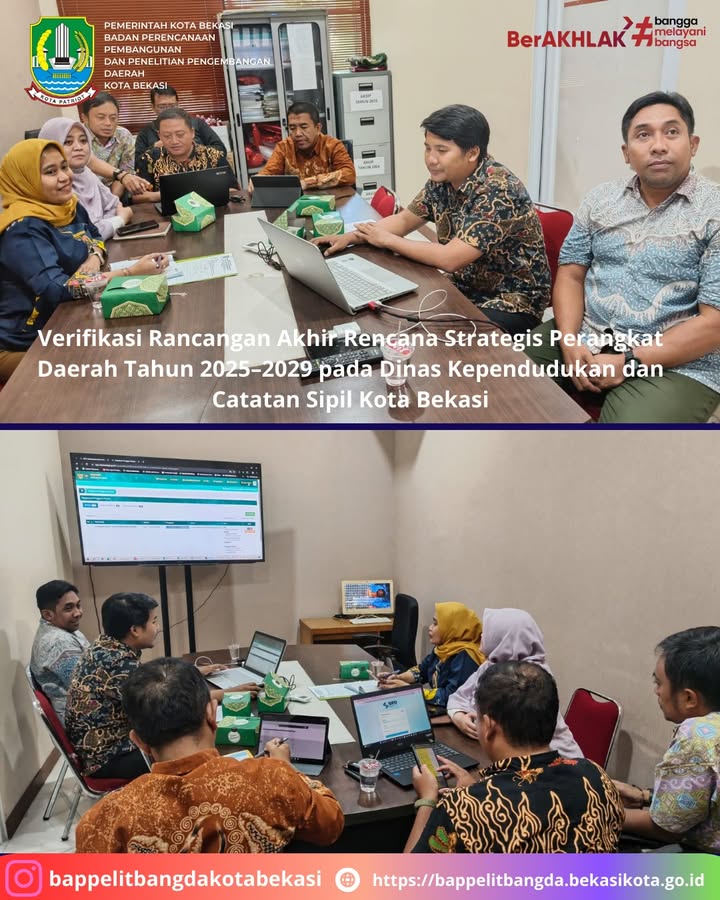 PEMERINTAH KOTA BEKASI
BADAN PERENCANAAN
PEMBANGUNAN
DAN PENELITIAN PENGEMBANGAN
DAERAH
KOTA BEKASI
KOTA PATRIOT
BerAKHLAK
#
bangga
melayani
bangsa
Verifikasi Rancangan Akhir Rencana Strategis Perangkat
Daerah Tahun 2025–2029 pada Dinas Kependudukan dan
Catatan Sipil Kota Bekasi
bappelitbangdakotabekasi
https://bappelitbangda.bekasikota.go.id